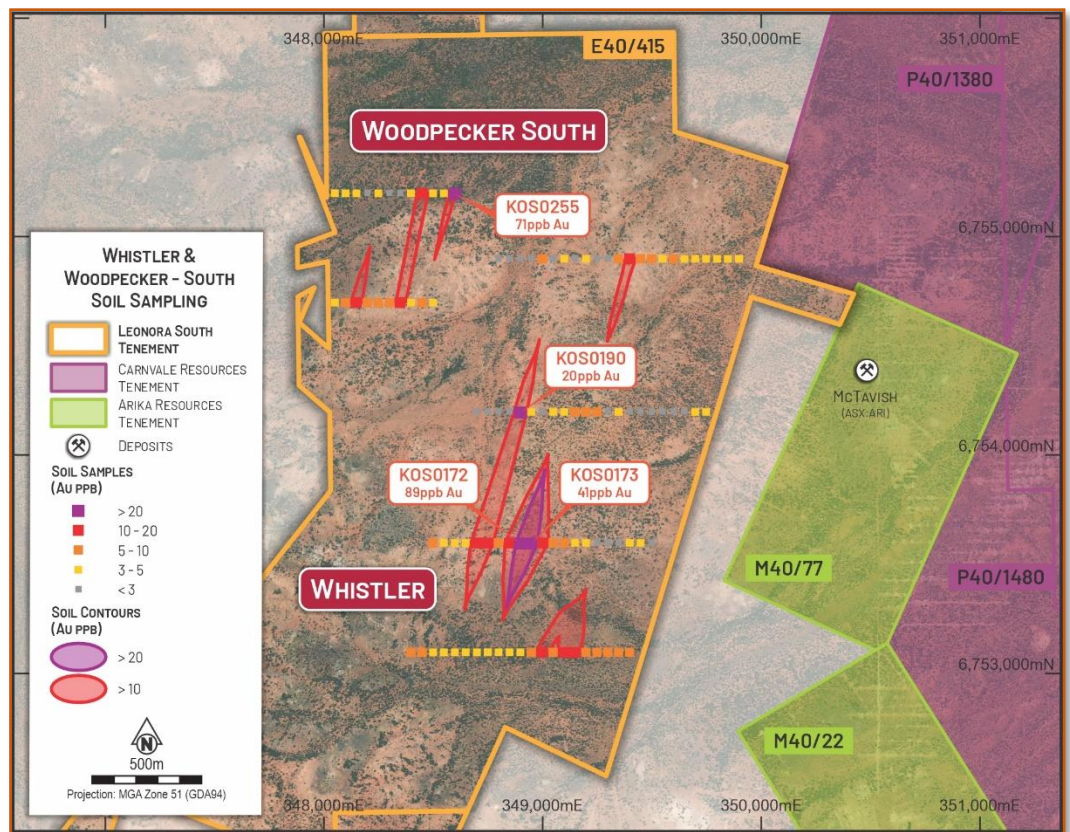 348,000mE
350,000mE
351,000mE
E40/415
P40/1380
WOODPECKER SOUTH
KOS0255
71ppb Au
6,755,000mN
WHISTLER &
WOODPECKER - SOUTH
SOIL SAMPLING
LEONORA SOUTH
TENEMENT
CARNVALE RESOURCES
TENEMENT
ARIKA RESOURCES
TENEMENT
DEPOSITS
SOIL SAMPLES
(AU PPB)
> 20
10 - 20
5 - 10
3 - 5
< 3
SOIL CONTOURS
(AU PPB)
> 20
> 10
N
500m
Projection: MGA Zone 51 (GDA94)
KOS0190
20ppb Au
MCTAVISH
(ASX:ARI)
6,754,000mN
KOS0172
89ppb Au
KOS0173
41ppb Au
WHISTLER
M40/77
P40/1480
6,753,000mN
M40/22
348,000mE
349,000mE
350,000mE
351,000mE